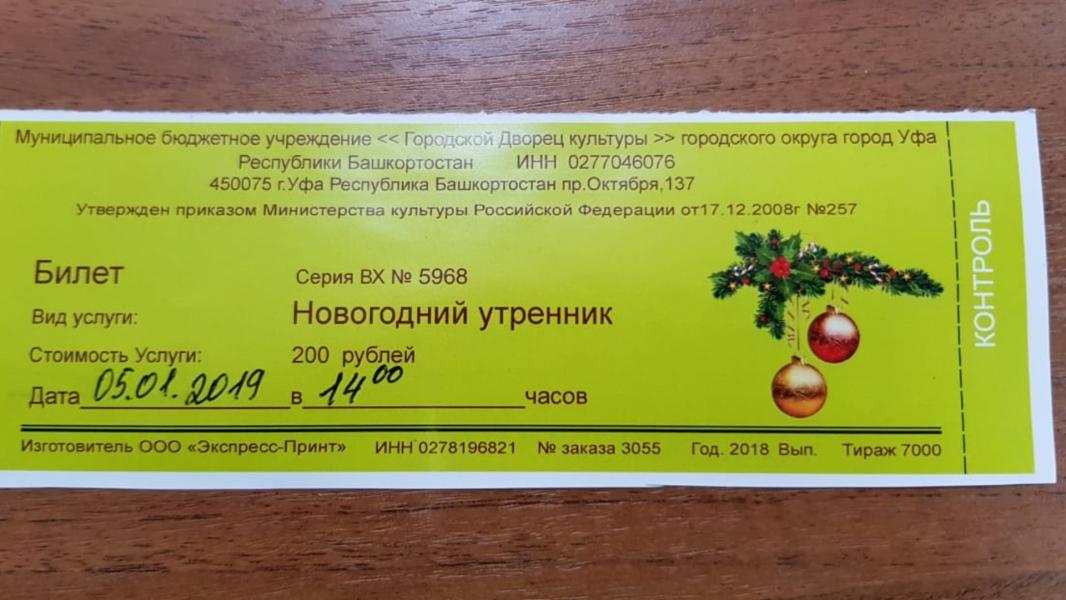 Муниципальное бюджетное учреждение << Городской Дворец культуры >> городского округа город Уфа
Республики Башкортостан ИНН 0277046076
450075 г.Уфа Республика Башкортостан пр.Октября,137
Утвержден приказом Министерства культуры Российской Федерации от17.12.2008г №257
Билет Серия ВХ № 5968
Вид услуги: Новогодний утренник
Стоимость Услуги: 200 рублей
Дата 05.01.2019 в 14 00 часов
Изготовитель ООО «Экспресс-Принт» ИНН 0278196821 № заказа 3055 Год. 2018 Вып. Тираж 7000
КОНТРОЛЬ